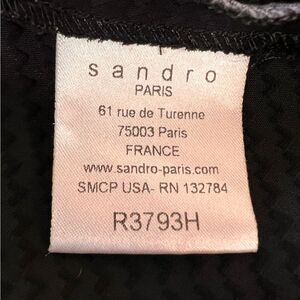 sandro
PARIS
61 rue de Turenne
75003 Paris
FRANCE
www.sandro-paris.com
SMCP USA- RN 132784
R3793H